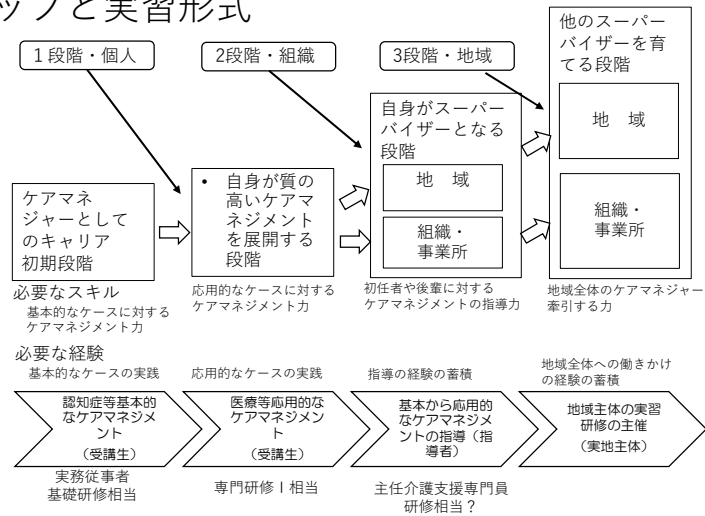 ップと実習形式
1段階・個人
2段階・組織
3段階・地域
ケアマネ
ジャーとして
のキャリア
初期段階
• 自身が質の
高いケアマ
ネジメント
を展開する
段階
自身がスーパー
バイザーとなる
段階
地 域
組織・
事業所
他のスーパー
バイザーを育
てる段階
地 域
組織・
事業所
必要なスキル
基本的なケースに対する
ケアマネジメント力
応用的なケースに対する
ケアマネジメント力
初任者や後輩に対する
ケアマネジメントの指導力
地域全体のケアマネジャー
牽引する力
必要な経験
基本的なケースの実践
応用的なケースの実践
指導の経験の蓄積
地域全体への働きかけ
の経験の蓄積
認知症等基本的
なケアマネジメ
ント
（受講生）
医療等応用的な
ケアマネジメン
ト
（受講生）
基本から応用的
なケアマネジメ
ントの指導（指
導者）
地域主体の実習
研修の主催
（実地主体）
実務従事者
基礎研修相当
専門研修Ⅰ相当
主任介護支援専門員
研修相当？